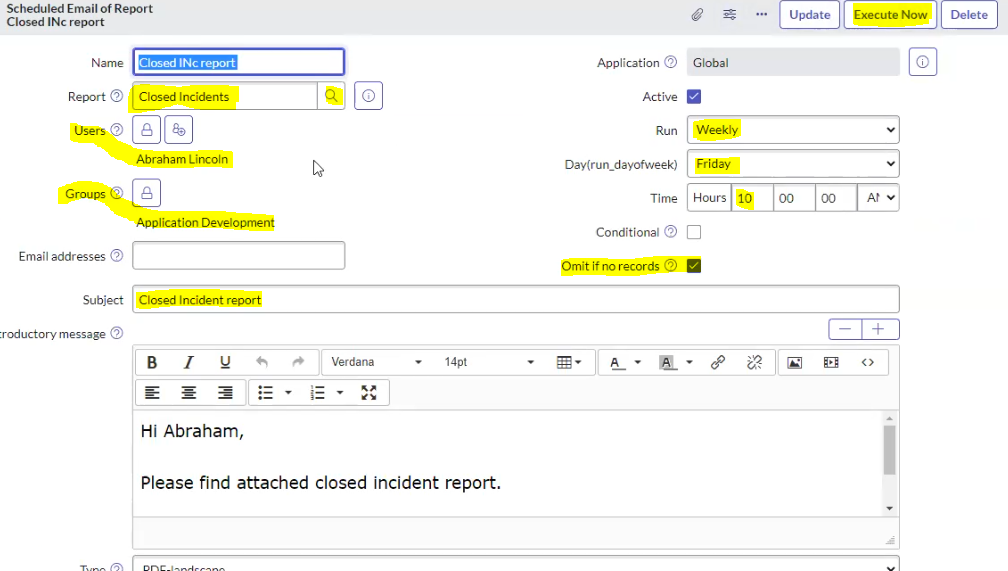 Scheduled Email of Report
Closed INc report
Update
Execute Now
Delete
Name
Closed INc report
Application
Global
Report
Closed Incidents
Active
Users
Abraham Lincoln
Run
Weekly
Day(run_dayofweek)
Friday
Groups
Application Development
Time
Hours
10
00
00
Conditional
Email addresses
Omit if no records
Subject
Closed Incident report
troductory message
B I U
Verdana
14pt
A
A
Hi Abraham,
Please find attached closed incident report.
Type
PDF-landscape